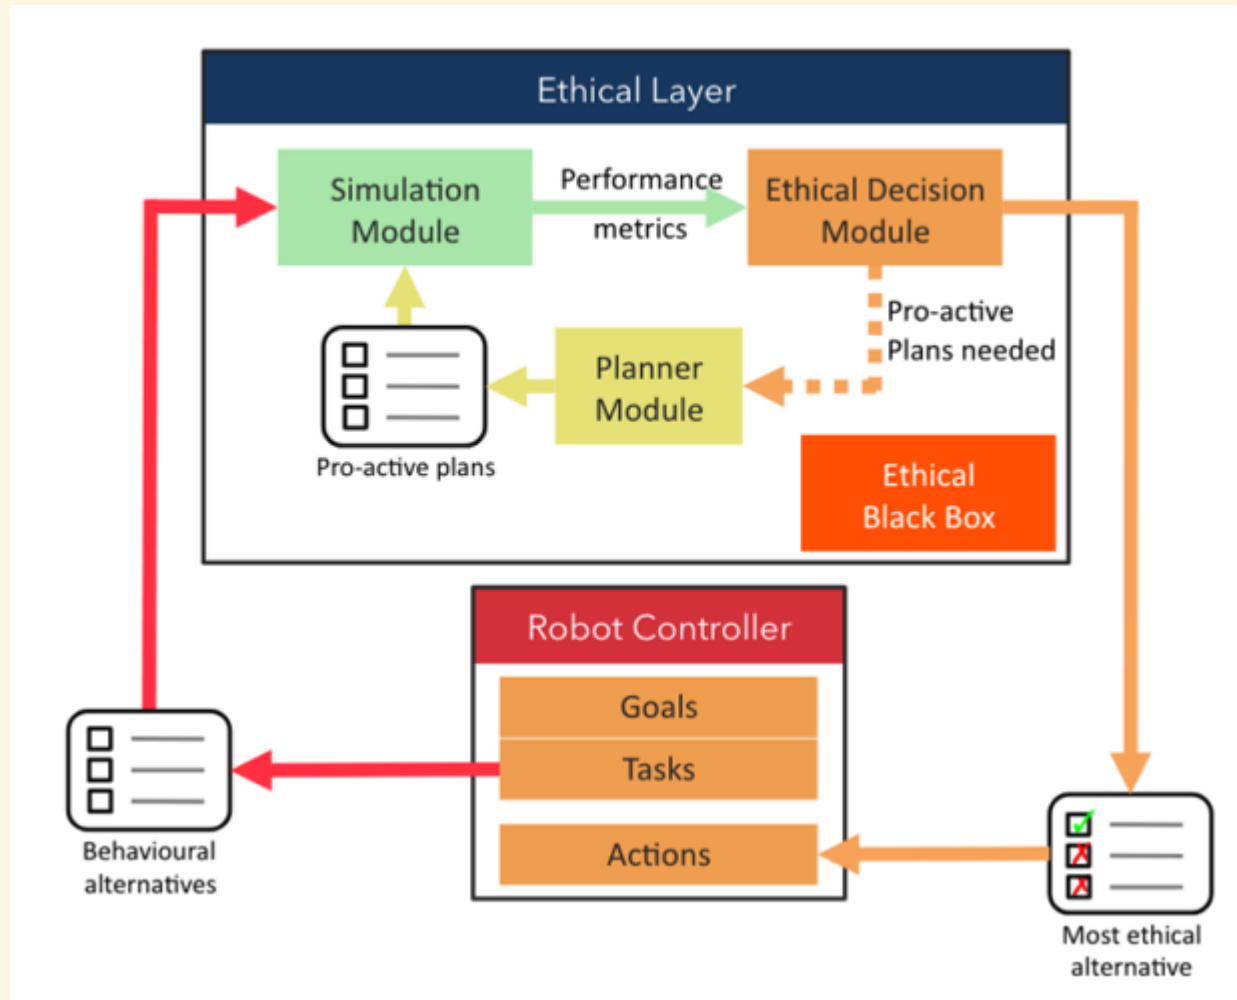 Ethical Layer
Simulation
Module
Performance
metrics
Ethical Decision
Module
Pro-active
Plans needed
Planner
Module
Pro-active plans
Ethical
Black Box
Robot Controller
Goals
Tasks
Actions
Behavioural
alternatives
Most ethical
alternative